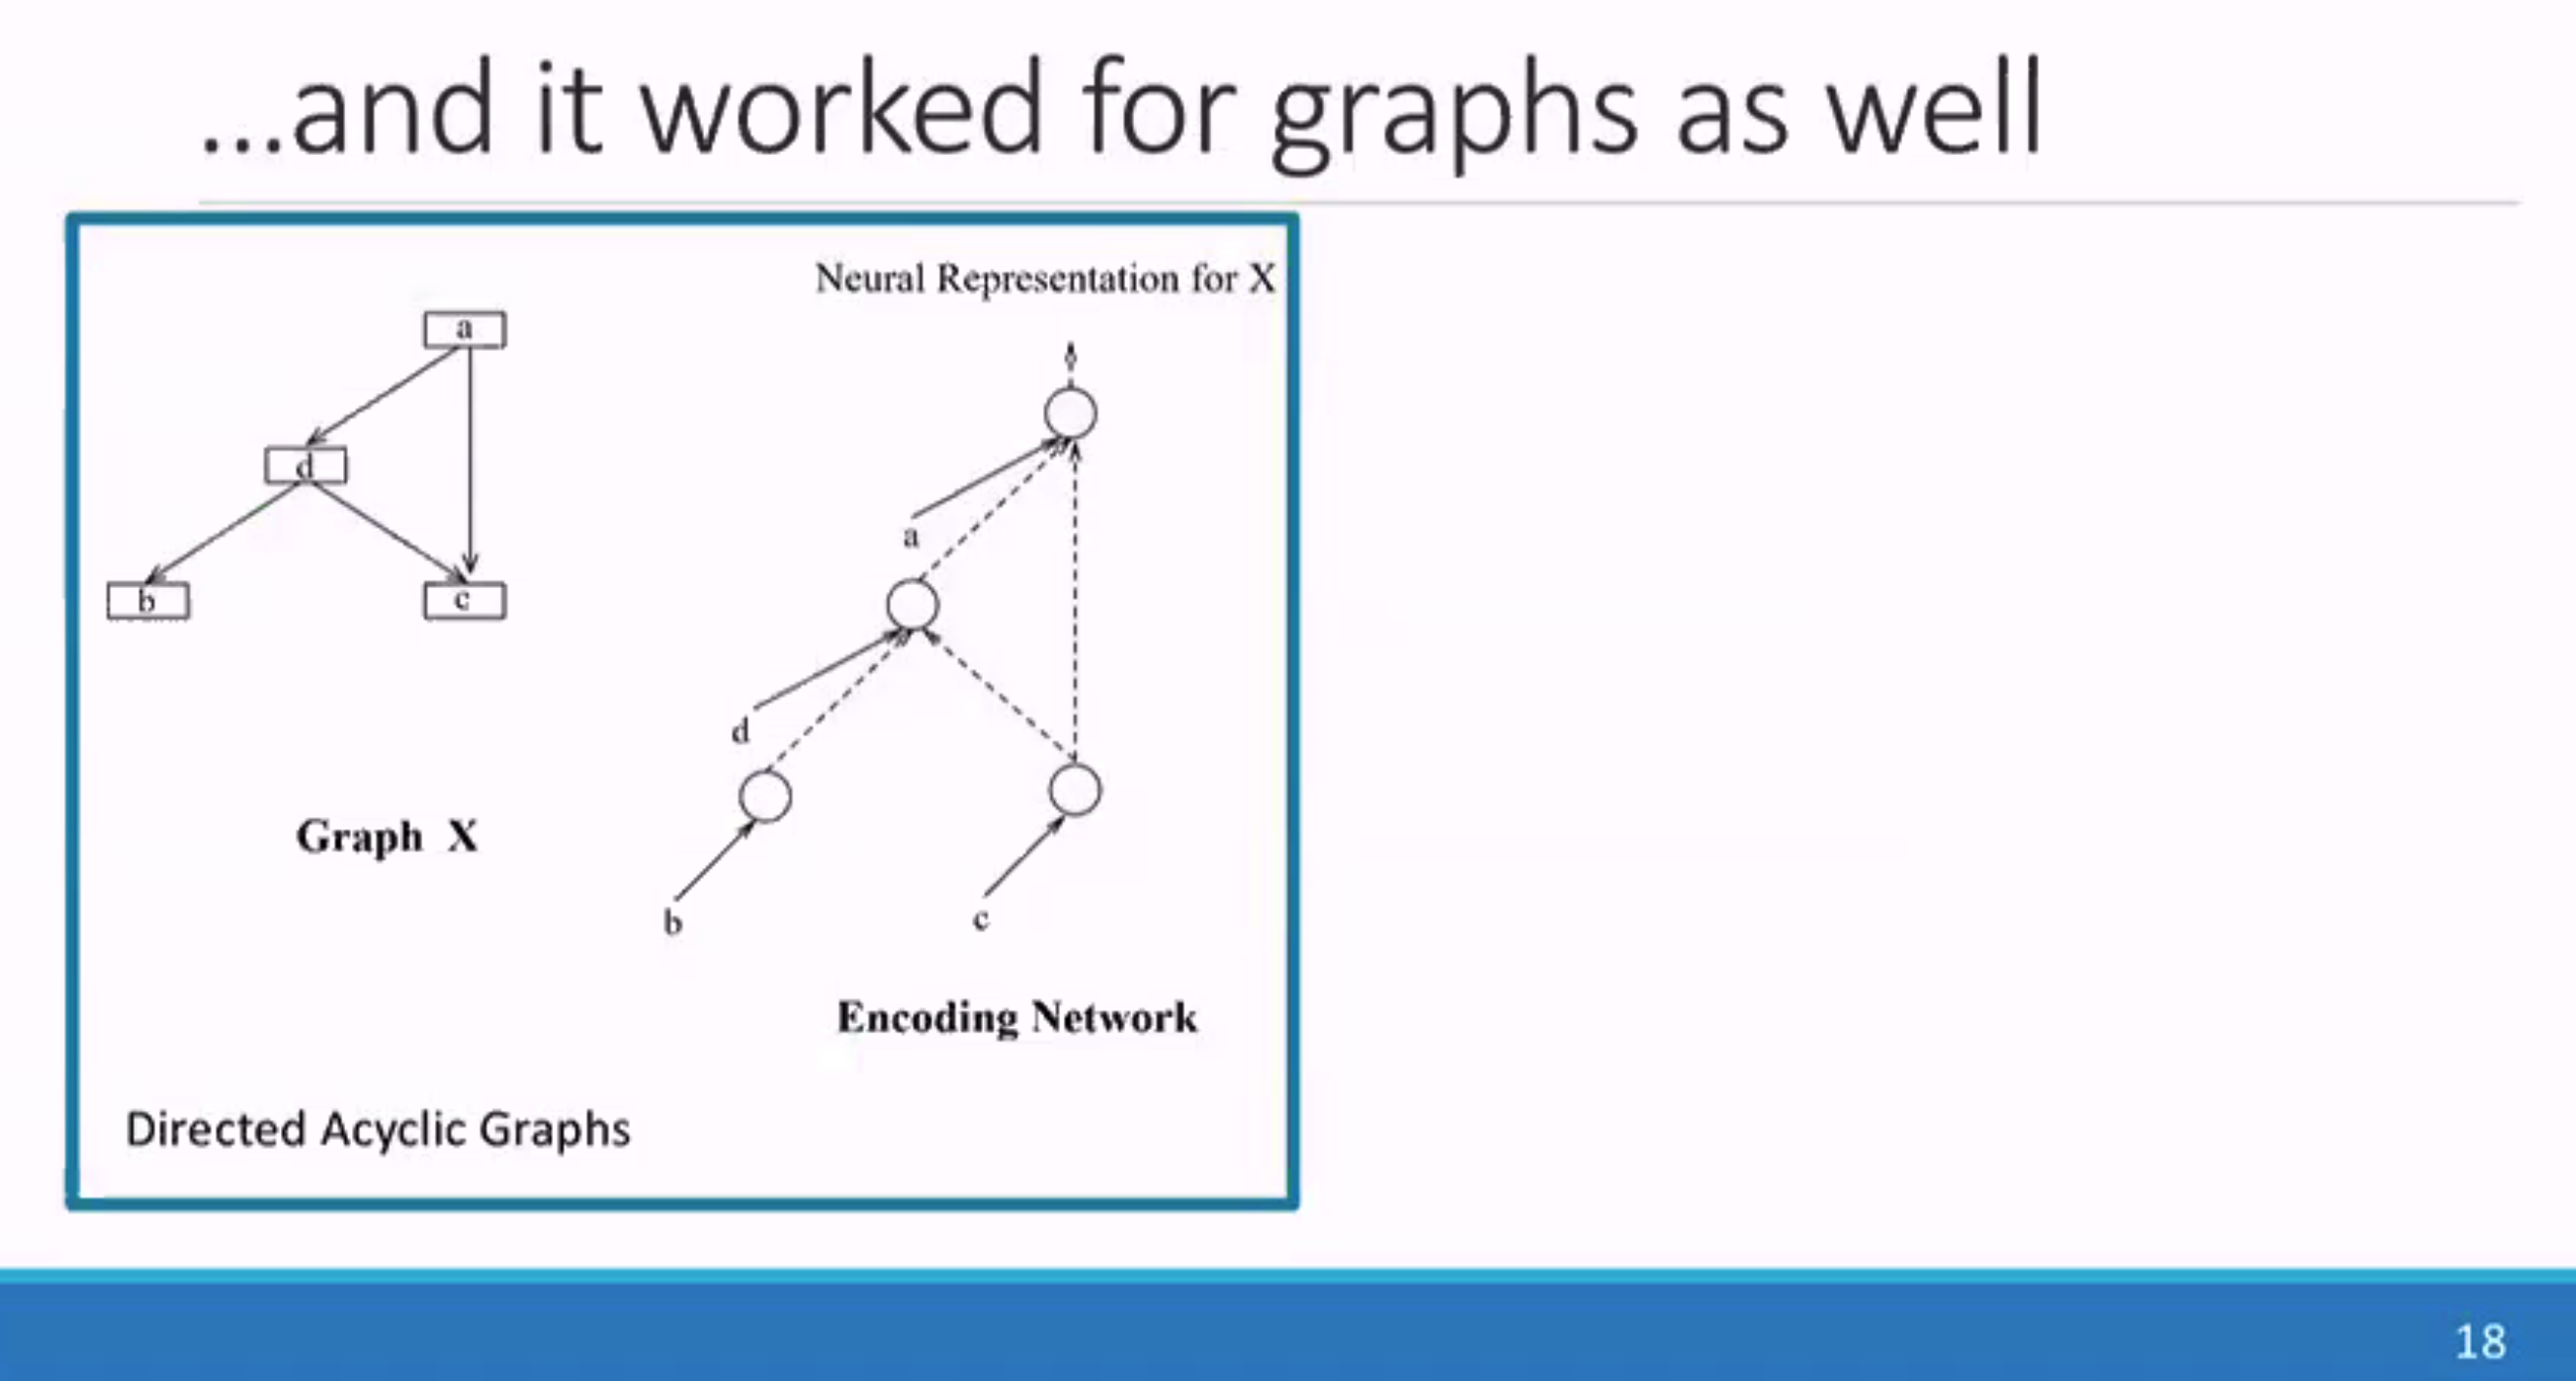 ...and it worked for graphs as well
Neural Representation for X
a
d
b
c
a
d
b
c
Graph X
Encoding Network
Directed Acyclic Graphs
18